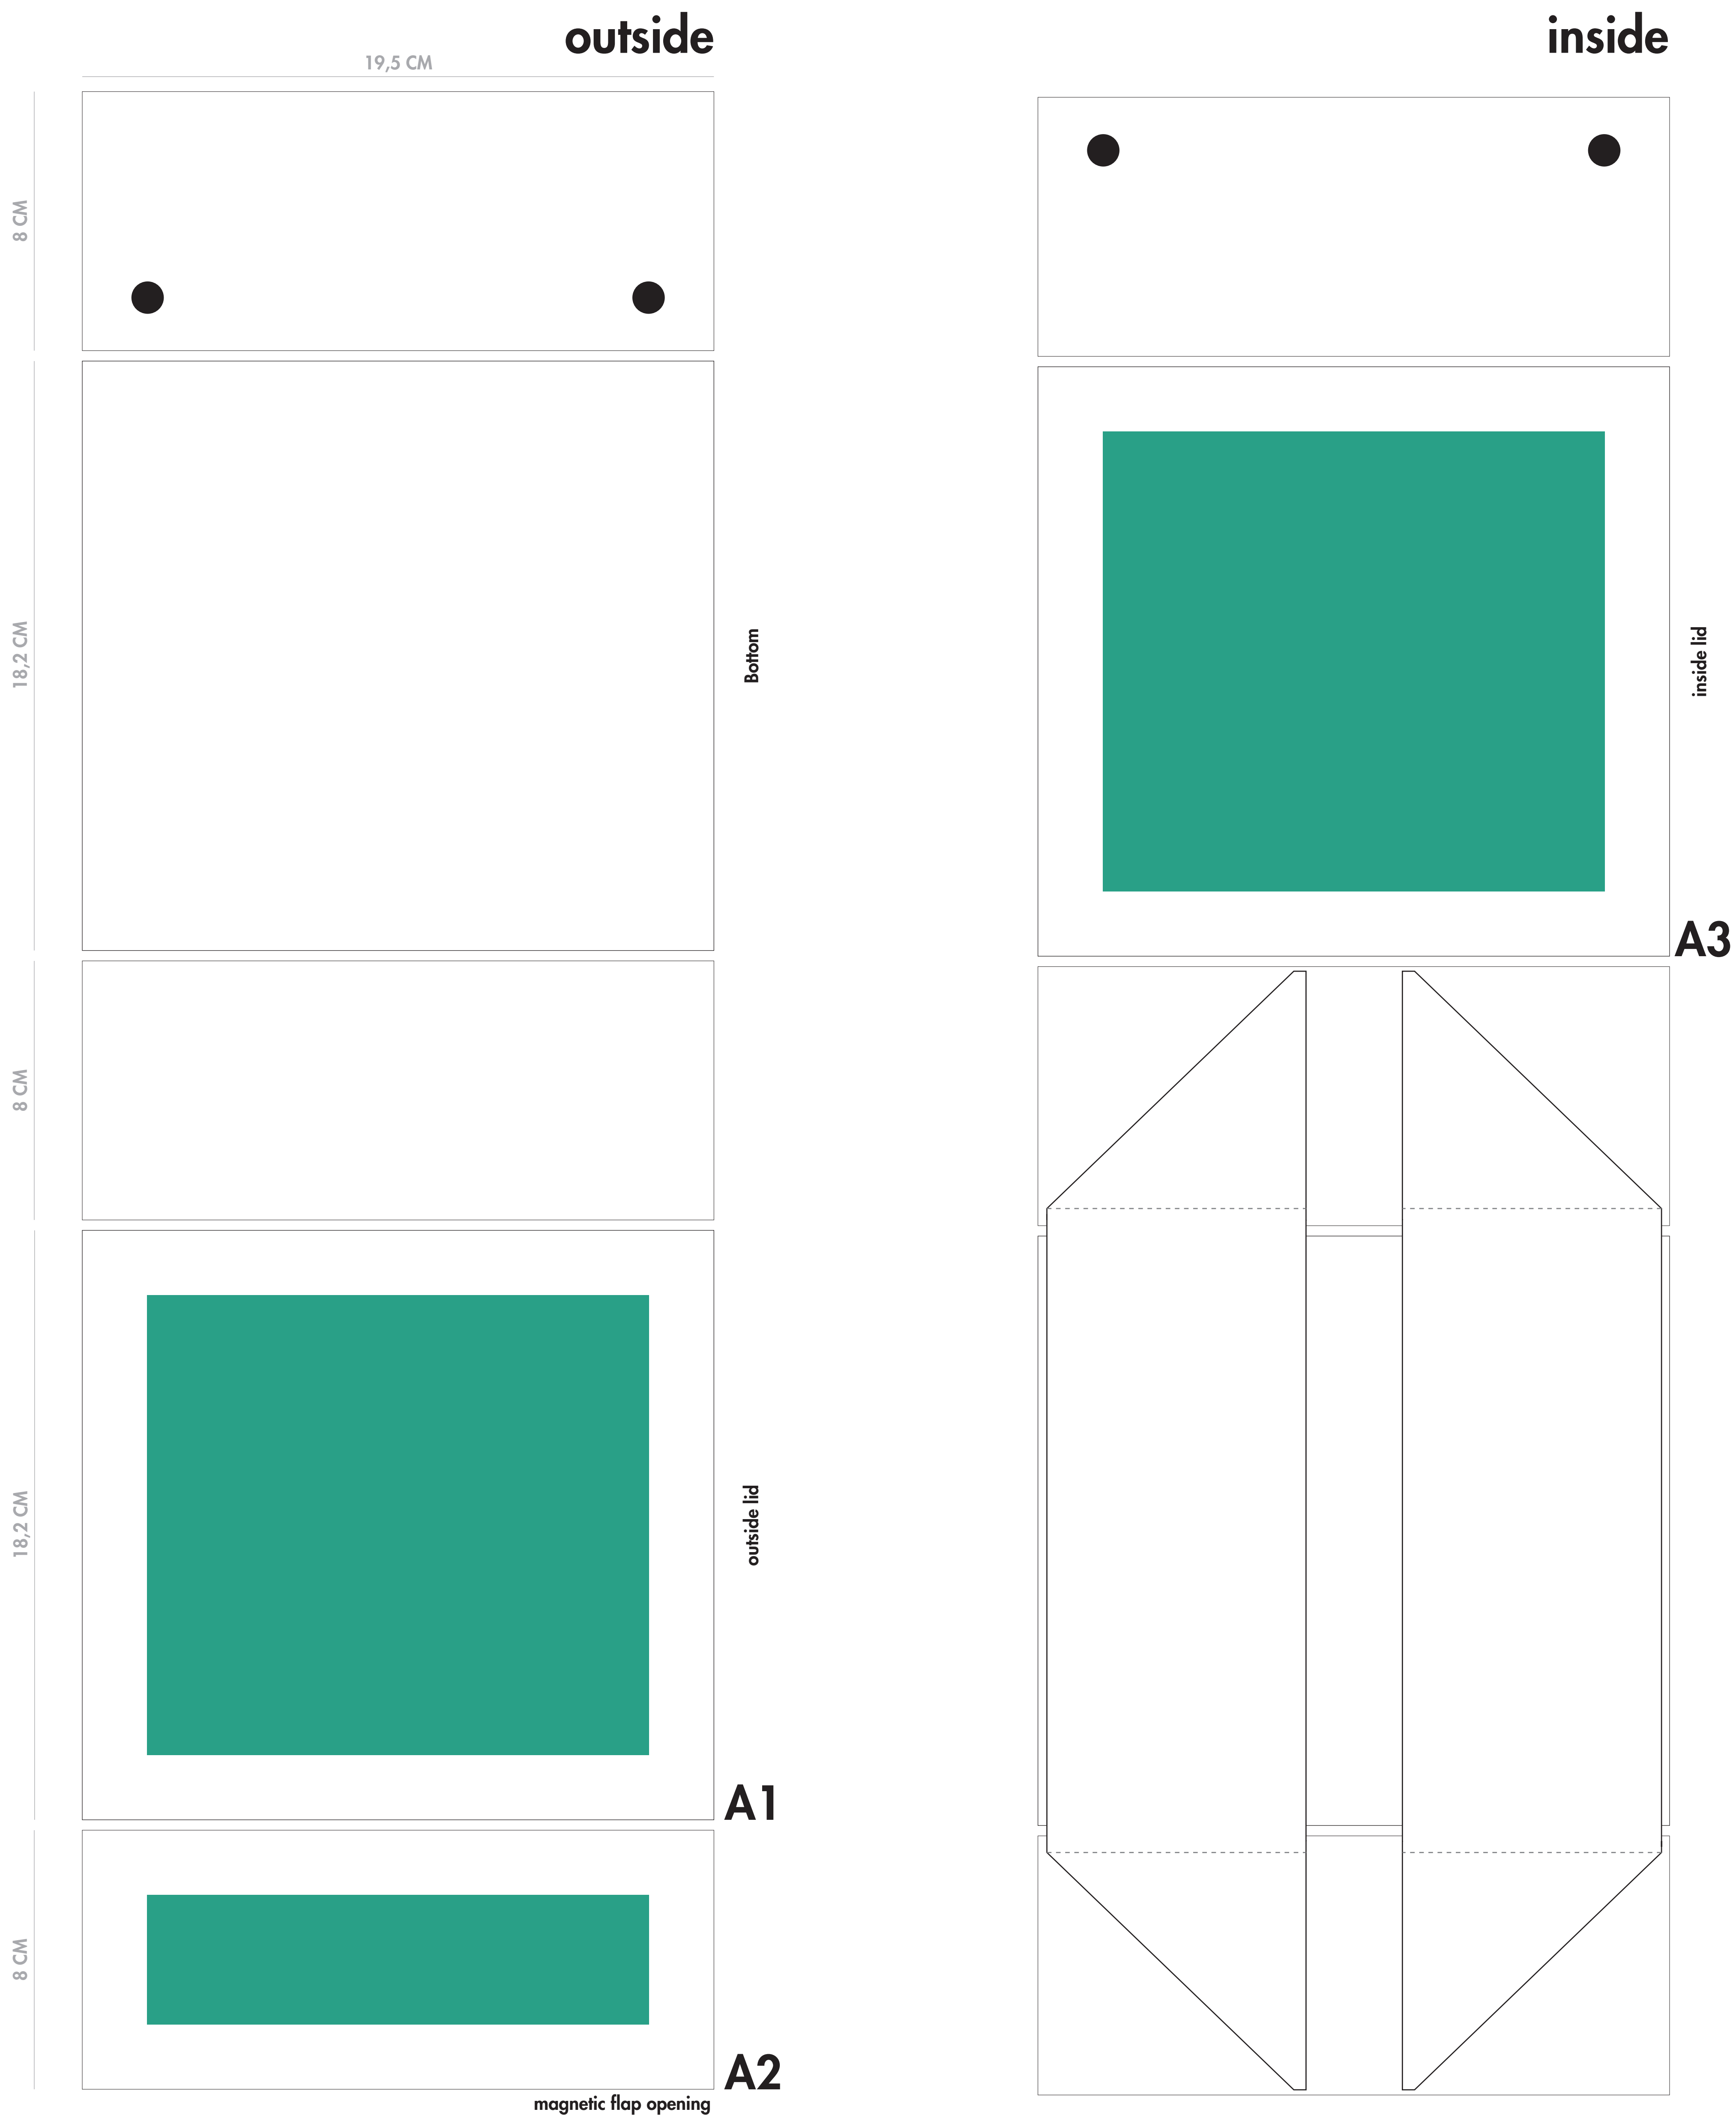 outside
inside
19,5 CM
8 CM
18,2 CM
Bottom
inside lid
A3
8 CM
18,2 CM
outside lid
A1
8 CM
A2
magnetic flap opening